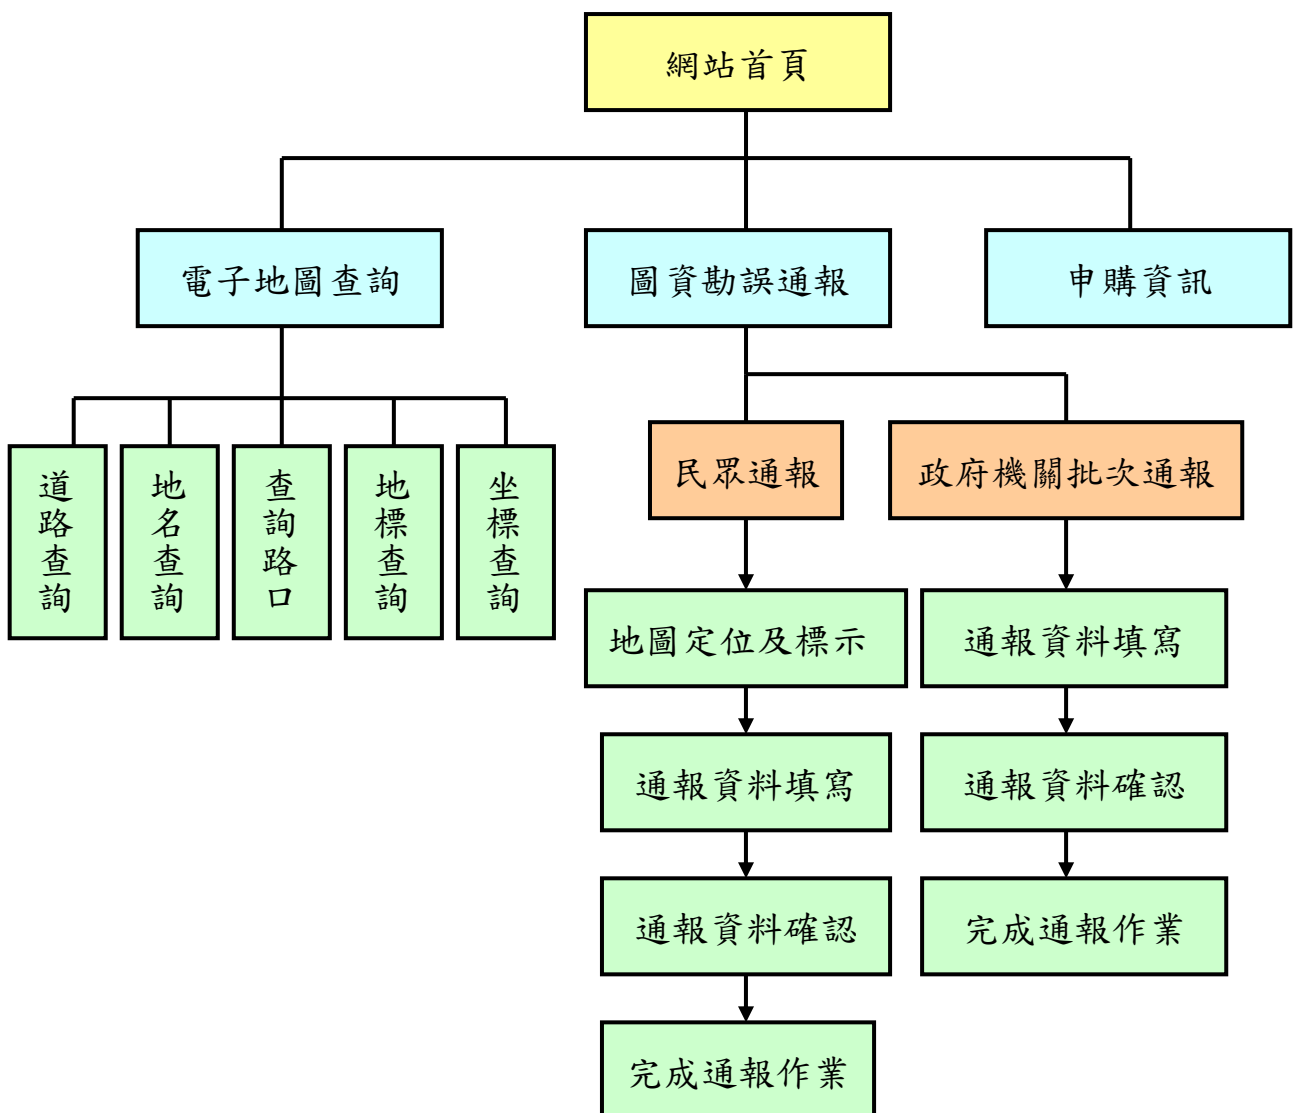 網站首頁
電子地圖查詢
圖資勘誤通報
申購資訊
道路查詢
地名查詢
查詢路口
地標查詢
坐標查詢
民眾通報
政府機關批次通報
地圖定位及標示
通報資料填寫
通報資料填寫
通報資料確認
通報資料確認
完成通報作業
完成通報作業